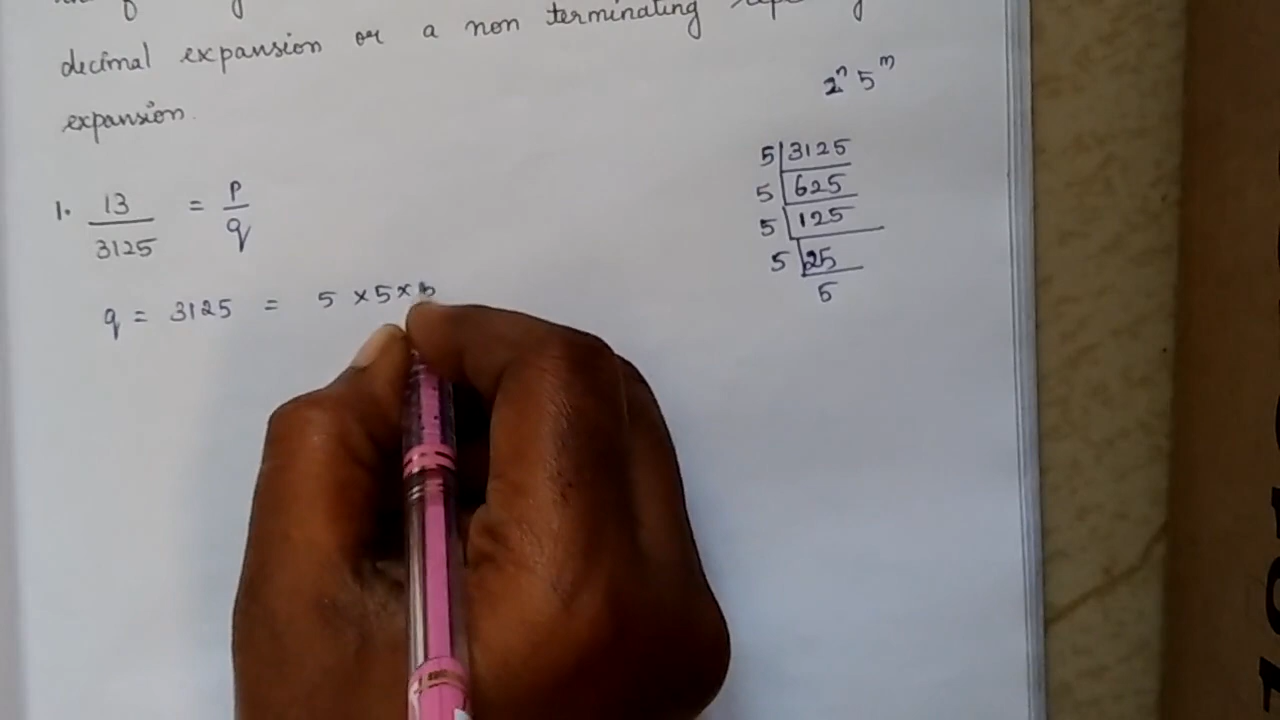 decimal expansion or a non terminating
expansion.
2ⁿ 5ᵐ
1. 13/3125 = p/q
5 | 3125
5 | 625
5 | 125
5 | 25
5
q = 3125 = 5 × 5 × 5